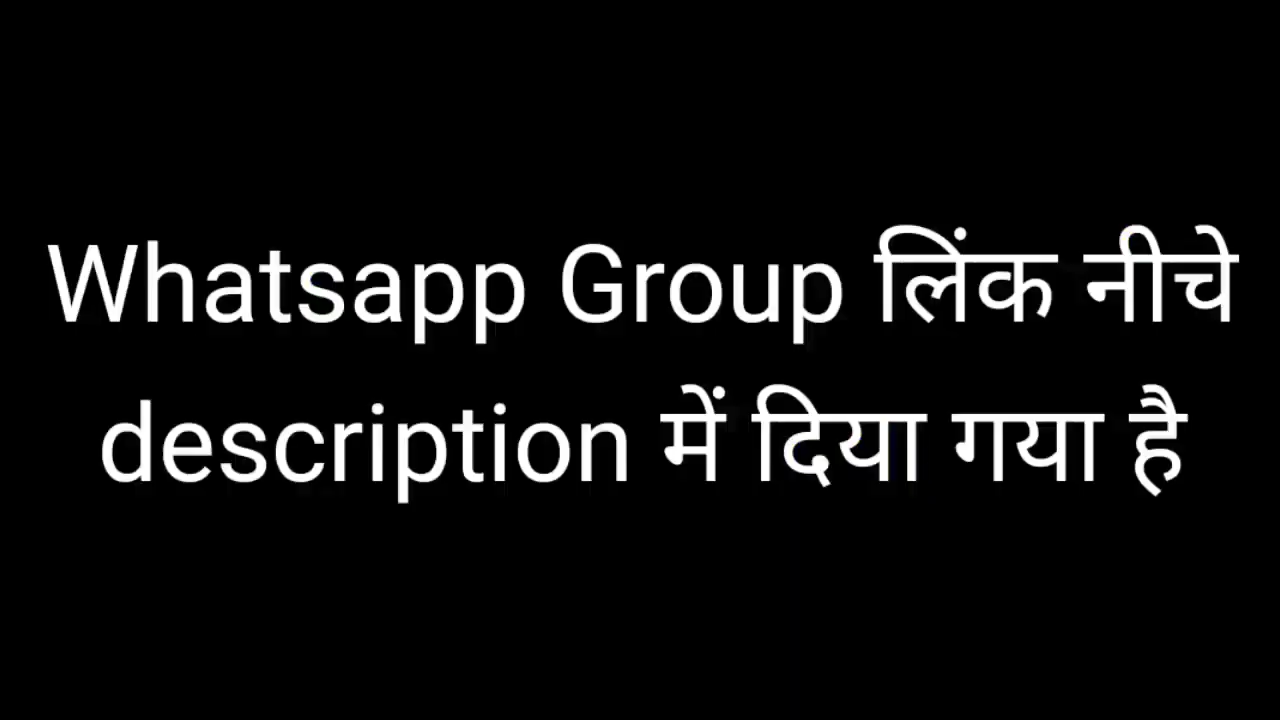 Whatsapp Group लिंक नीचे
description में दिया गया है